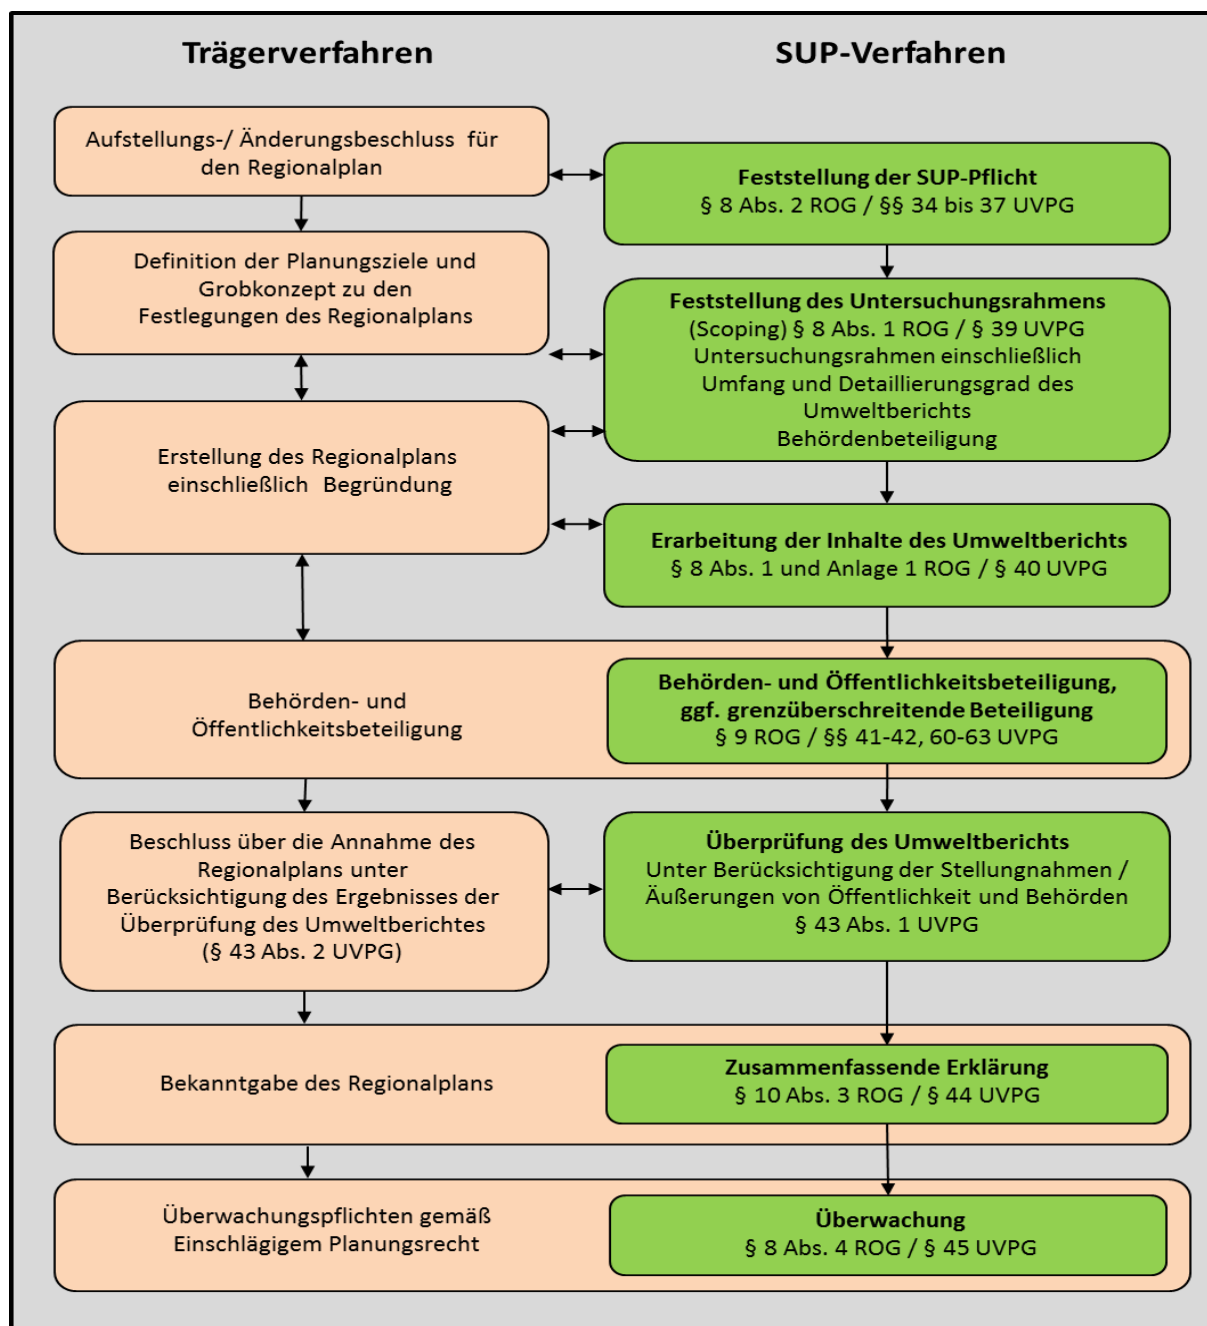 Trägerverfahren
SUP-Verfahren
Aufstellungs-/ Änderungsbeschluss für
den Regionalplan
Feststellung der SUP-Pflicht
§ 8 Abs. 2 ROG / §§ 34 bis 37 UVPG
Definition der Planungsziele und
Grobkonzept zu den
Festlegungen des Regionalplans
Feststellung des Untersuchungsrahmens
(Scoping) § 8 Abs. 1 ROG / § 39 UVPG
Untersuchungsrahmen einschließlich
Umfang und Detaillierungsgrad des
Umweltberichts
Behördenbeteiligung
Erstellung des Regionalplans
einschließlich Begründung
Erarbeitung der Inhalte des Umweltberichts
§ 8 Abs. 1 und Anlage 1 ROG / § 40 UVPG
Behörden- und
Öffentlichkeitsbeteiligung
Behörden- und Öffentlichkeitsbeteiligung,
ggf. grenzüberschreitende Beteiligung
§ 9 ROG / §§ 41-42, 60-63 UVPG
Beschluss über die Annahme des
Regionalplans unter
Berücksichtigung des Ergebnisses der
Überprüfung des Umweltberichtes
(§ 43 Abs. 2 UVPG)
Überprüfung des Umweltberichts
Unter Berücksichtigung der Stellungnahmen /
Äußerungen von Öffentlichkeit und Behörden
§ 43 Abs. 1 UVPG
Bekanntgabe des Regionalplans
Zusammenfassende Erklärung
§ 10 Abs. 3 ROG / § 44 UVPG
Überwachungspflichten gemäß
Einschlägigem Planungsrecht
Überwachung
§ 8 Abs. 4 ROG / § 45 UVPG